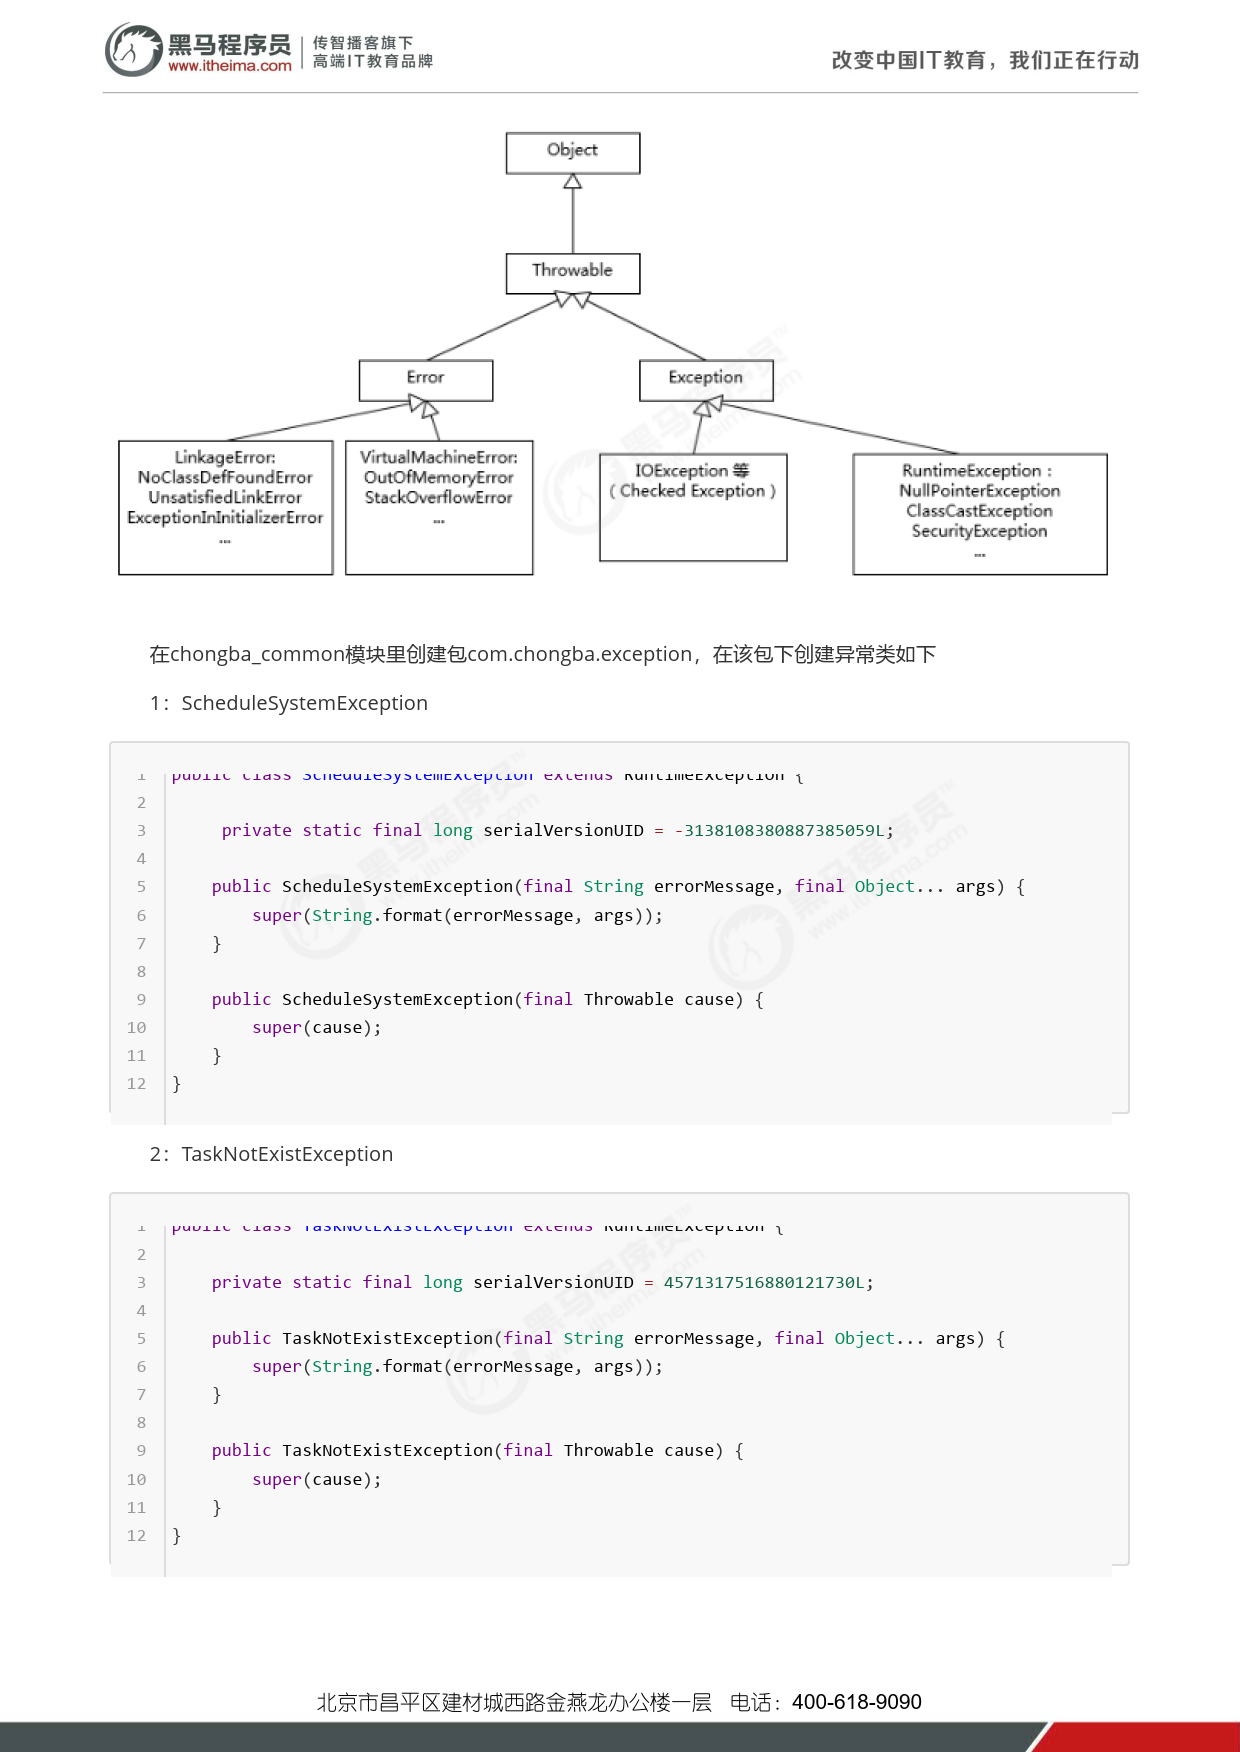 黑马程序员
www.itheima.com
传智播客旗下
高端IT教育品牌
改变中国IT教育，我们正在行动
Object
Throwable
Error
Exception
LinkageError:
NoClassDefFoundError
UnsatisfiedLinkError
ExceptionInInitializerError
...
VirtualMachineError:
OutOfMemoryError
StackOverflowError
...
IOException 等
（Checked Exception）
RuntimeException：
NullPointerException
ClassCastException
SecurityException
...
在chongba_common模块里创建包com.chongba.exception，在该包下创建异常类如下
1：ScheduleSystemException
1 public class ScheduleSystemException extends RuntimeException {
2
3      private static final long serialVersionUID = -3138108380887385059L;
4
5     public ScheduleSystemException(final String errorMessage, final Object... args) {
6         super(String.format(errorMessage, args));
7     }
8
9     public ScheduleSystemException(final Throwable cause) {
10         super(cause);
11     }
12 }
2：TaskNotExistException
1 public class TaskNotExistException extends RuntimeException {
2
3     private static final long serialVersionUID = 4571317516880121730L;
4
5     public TaskNotExistException(final String errorMessage, final Object... args) {
6         super(String.format(errorMessage, args));
7     }
8
9     public TaskNotExistException(final Throwable cause) {
10         super(cause);
11     }
12 }
北京市昌平区建材城西路金燕龙办公楼一层 电话：400-618-9090